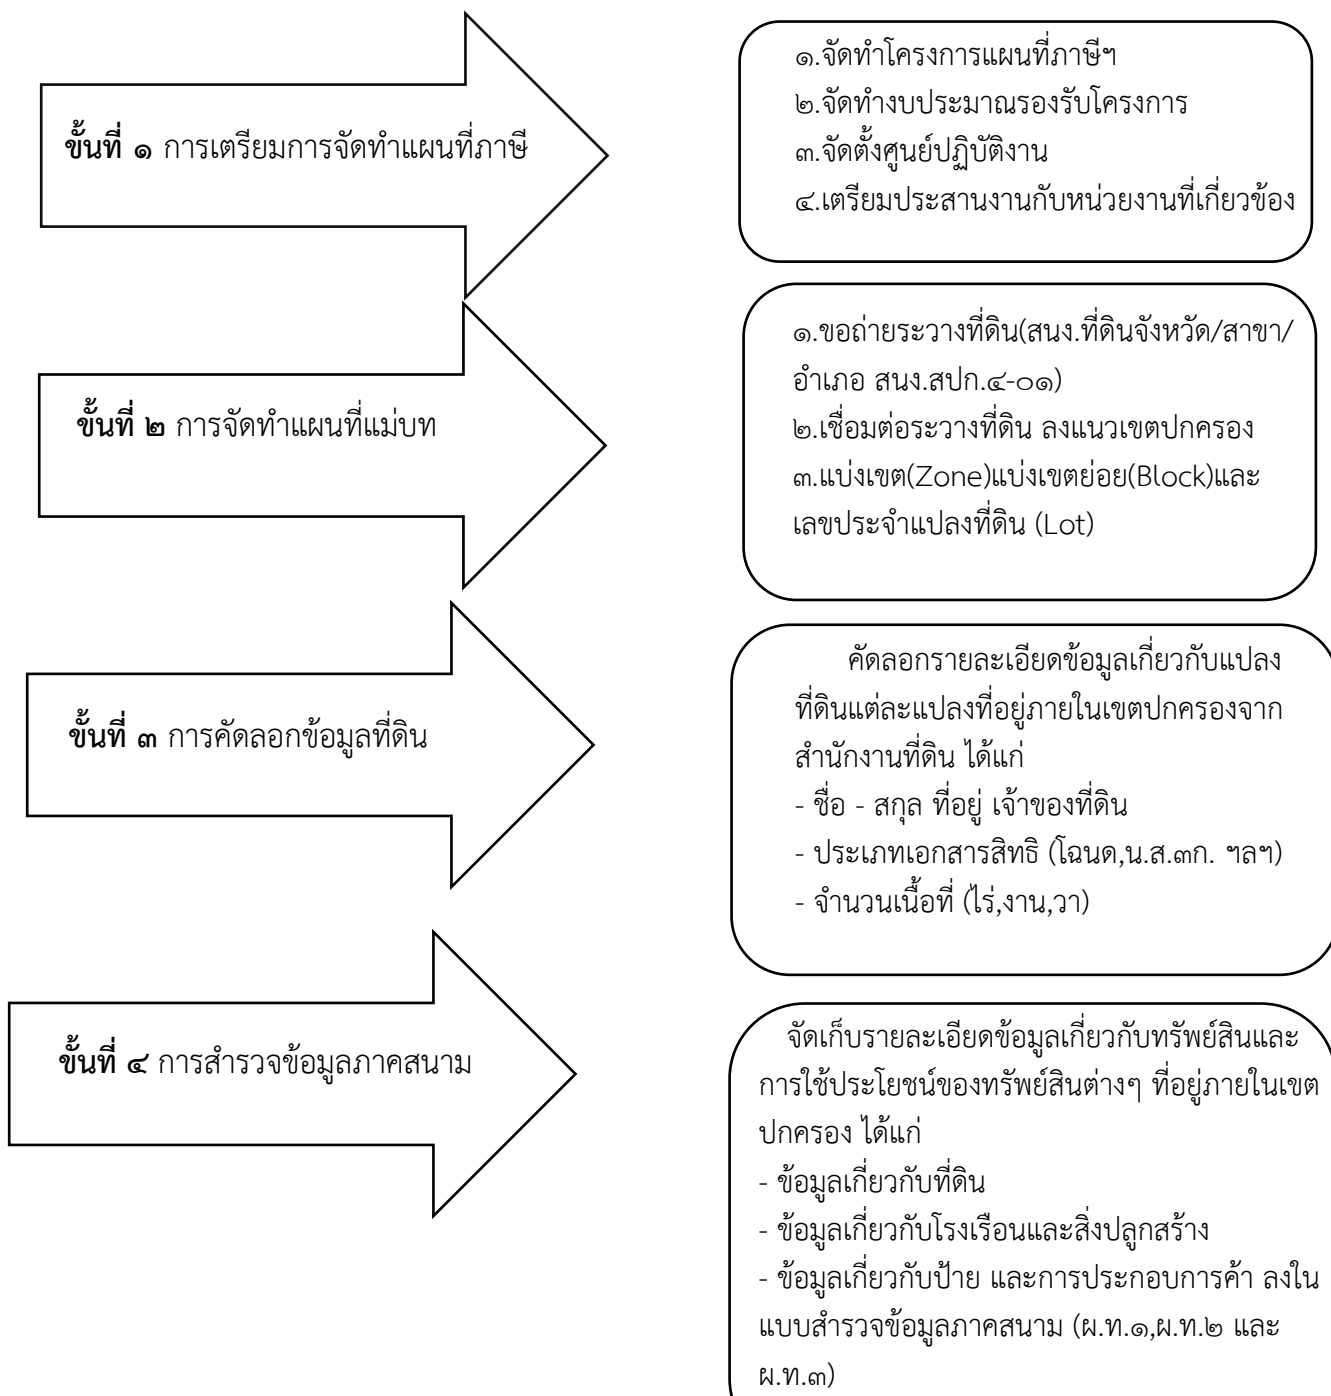 ขั้นที่ ๑ การเตรียมการจัดทำแผนที่ภาษี
๑.จัดทำโครงการแผนที่ภาษีฯ
๒.จัดทำงบประมาณรองรับโครงการ
๓.จัดตั้งศูนย์ปฏิบัติงาน
๔.เตรียมประสานงานกับหน่วยงานที่เกี่ยวข้อง
ขั้นที่ ๒ การจัดทำแผนที่แม่บท
๑.ขอถ่ายระวางที่ดิน(สนง.ที่ดินจังหวัด/สาขา/
อำเภอ สนง.สปก.๔-๐๑)
๒.เชื่อมต่อระวางที่ดิน ลงแนวเขตปกครอง
๓.แบ่งเขต(Zone)แบ่งเขตย่อย(Block)และ
เลขประจำแปลงที่ดิน (Lot)
ขั้นที่ ๓ การคัดลอกข้อมูลที่ดิน
คัดลอกรายละเอียดข้อมูลเกี่ยวกับแปลง
ที่ดินแต่ละแปลงที่อยู่ภายในเขตปกครองจาก
สำนักงานที่ดิน ได้แก่
- ชื่อ - สกุล ที่อยู่ เจ้าของที่ดิน
- ประเภทเอกสารสิทธิ (โฉนด,น.ส.๓ก. ฯลฯ)
- จำนวนเนื้อที่ (ไร่,งาน,วา)
ขั้นที่ ๔ การสำรวจข้อมูลภาคสนาม
จัดเก็บรายละเอียดข้อมูลเกี่ยวกับทรัพย์สินและ
การใช้ประโยชน์ของทรัพย์สินต่างๆ ที่อยู่ภายในเขต
ปกครอง ได้แก่
- ข้อมูลเกี่ยวกับที่ดิน
- ข้อมูลเกี่ยวกับโรงเรือนและสิ่งปลูกสร้าง
- ข้อมูลเกี่ยวกับป้าย และการประกอบการค้า ลงใน
แบบสำรวจข้อมูลภาคสนาม (ผ.ท.๑,ผ.ท.๒ และ
ผ.ท.๓)